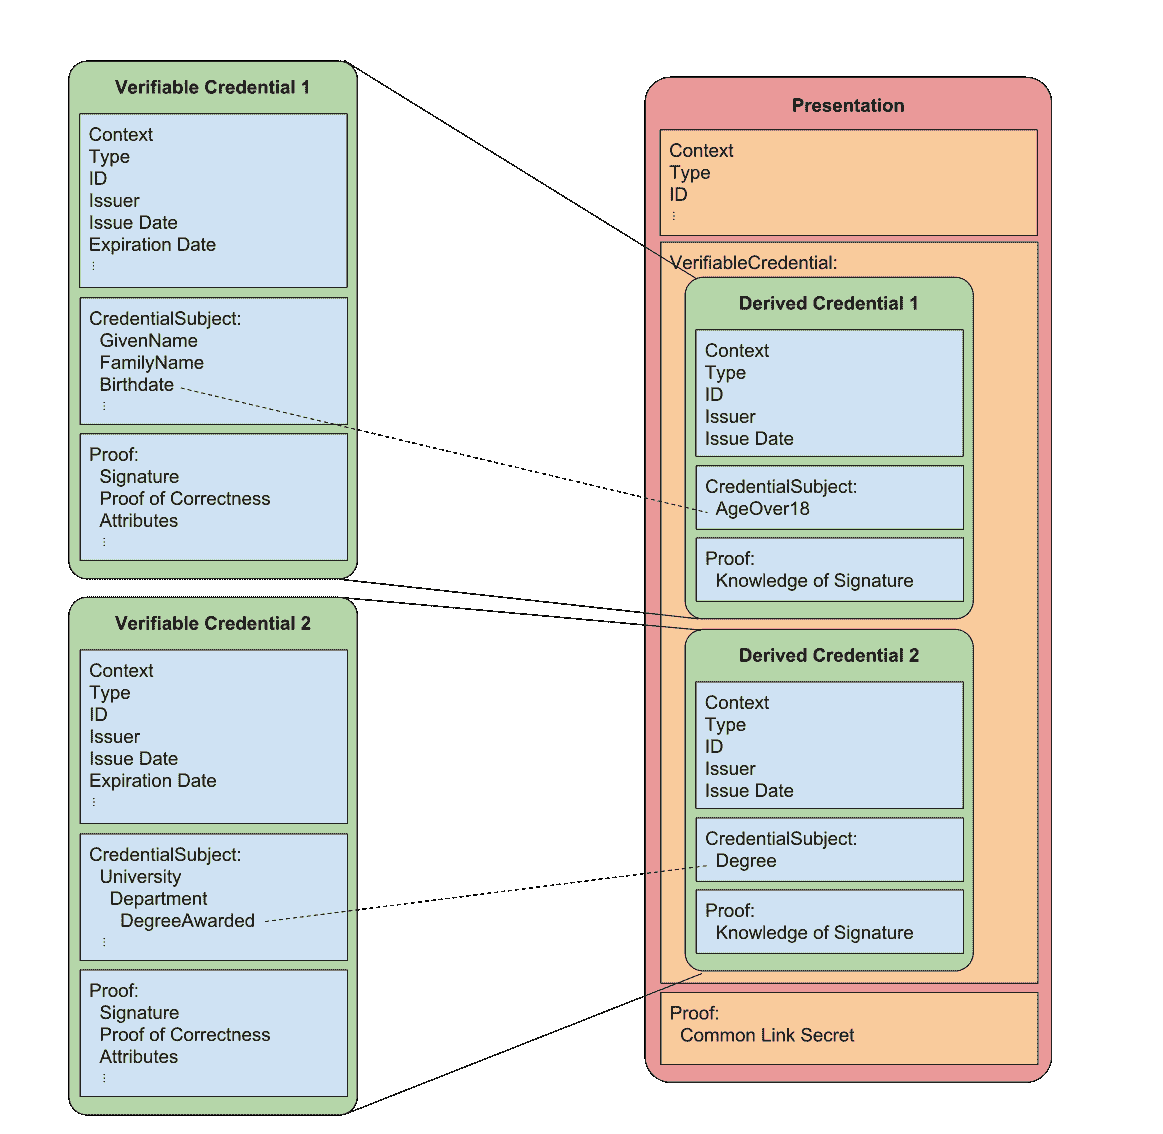 Verifiable Credential 1
Context
Type
ID
Issuer
Issue Date
Expiration Date
⋮
CredentialSubject:
GivenName
FamilyName
Birthdate
⋮
Proof:
Signature
Proof of Correctness
Attributes
⋮
Verifiable Credential 2
Context
Type
ID
Issuer
Issue Date
Expiration Date
⋮
CredentialSubject:
University
Department
DegreeAwarded
⋮
Proof:
Signature
Proof of Correctness
Attributes
⋮
Presentation
Context
Type
ID
⋮
VerifiableCredential:
Derived Credential 1
Context
Type
ID
Issuer
Issue Date
CredentialSubject:
AgeOver18
Proof:
Knowledge of Signature
Derived Credential 2
Context
Type
ID
Issuer
Issue Date
CredentialSubject:
Degree
Proof:
Knowledge of Signature
Proof:
Common Link Secret